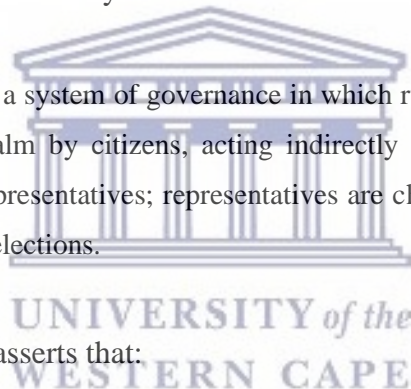 a system of governance in which
alm by citizens, acting indirectly
presentatives; representatives are
elections.
UNIVERSITY of the
asserts that:
WESTERN CAPE